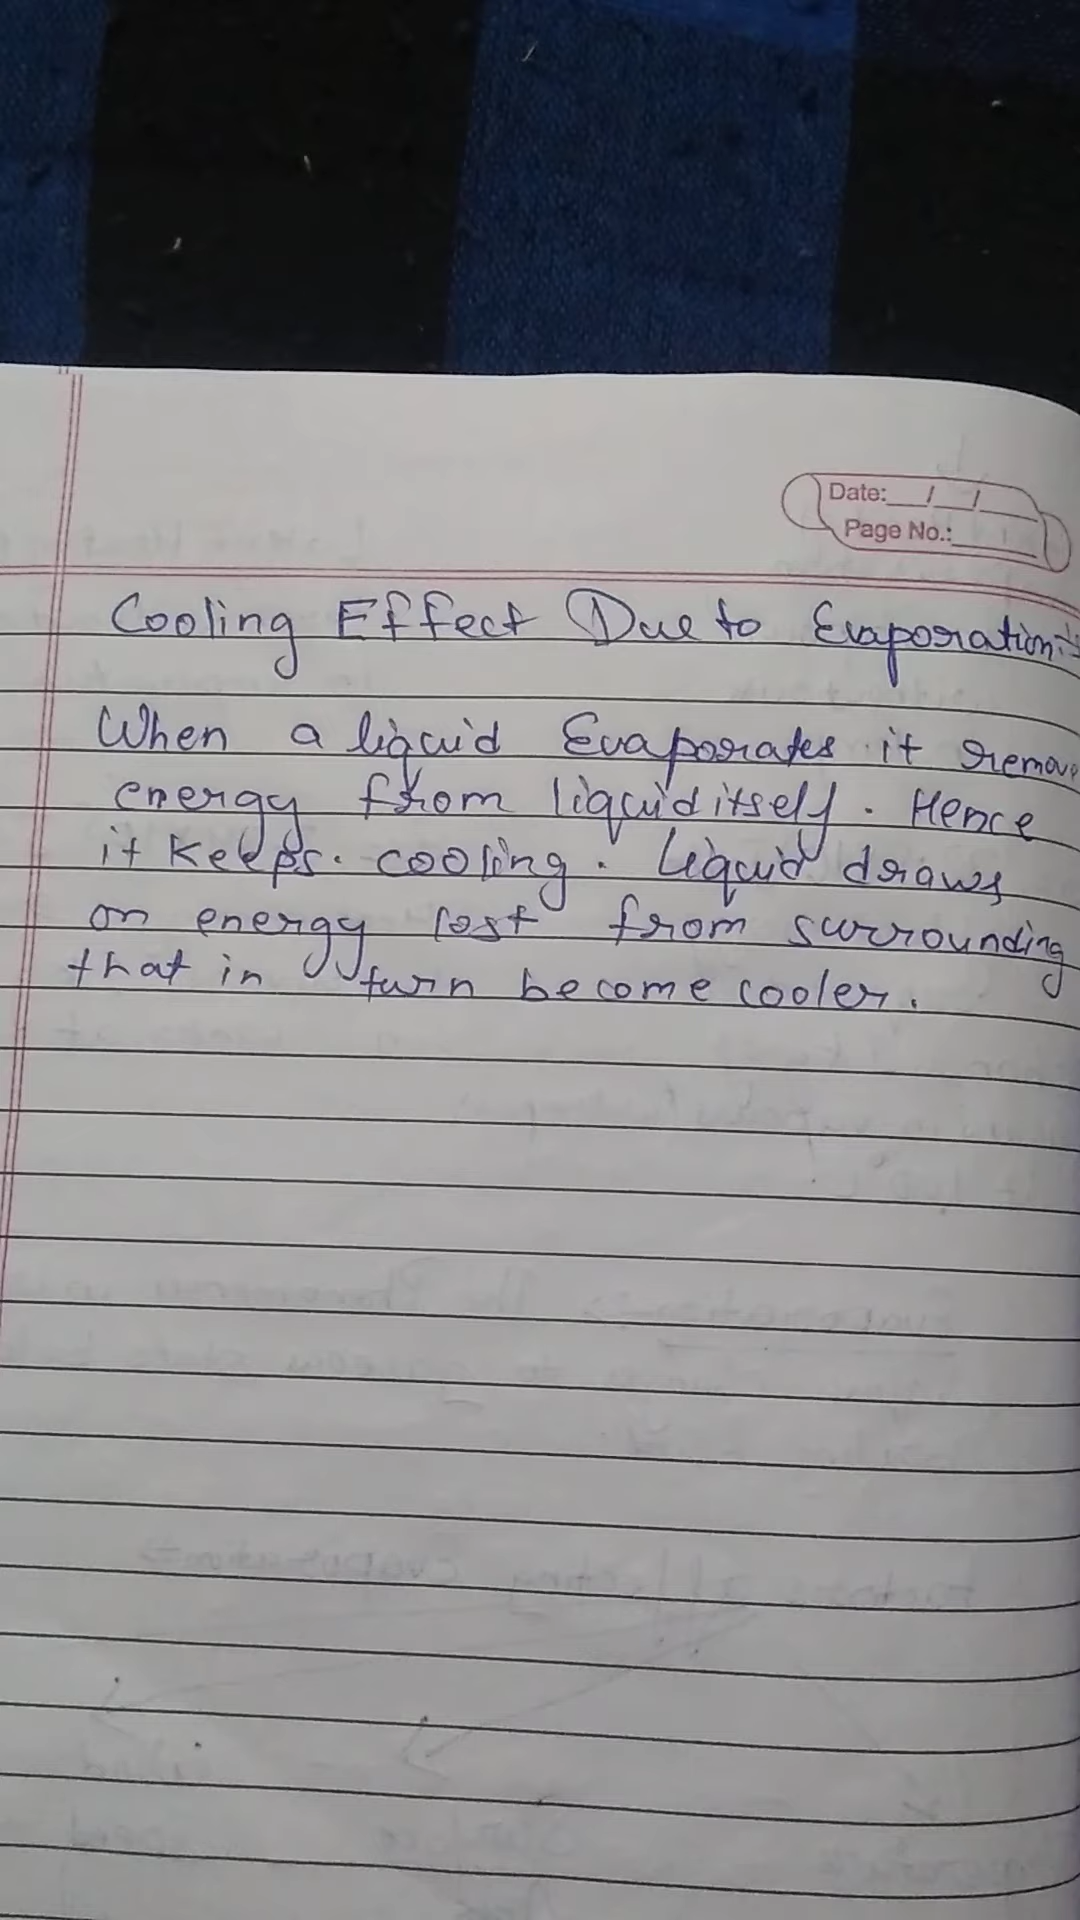 Date: / /
Page No.:
Cooling Effect Due to Evaporation:
When a liquid Evaporates it remove
energy from liquid itself. Hence
it keeps. cooling. Liquid draws
on energy lost from surrounding
that in turn become cooler.